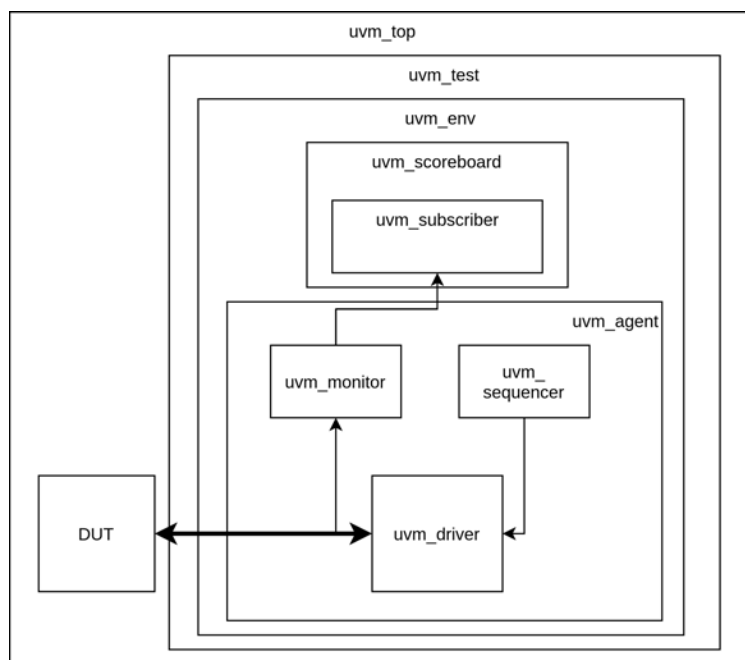 uvm_top
uvm_test
uvm_env
uvm_scoreboard
uvm_subscriber
uvm_agent
uvm_monitor
uvm_
sequencer
DUT
uvm_driver